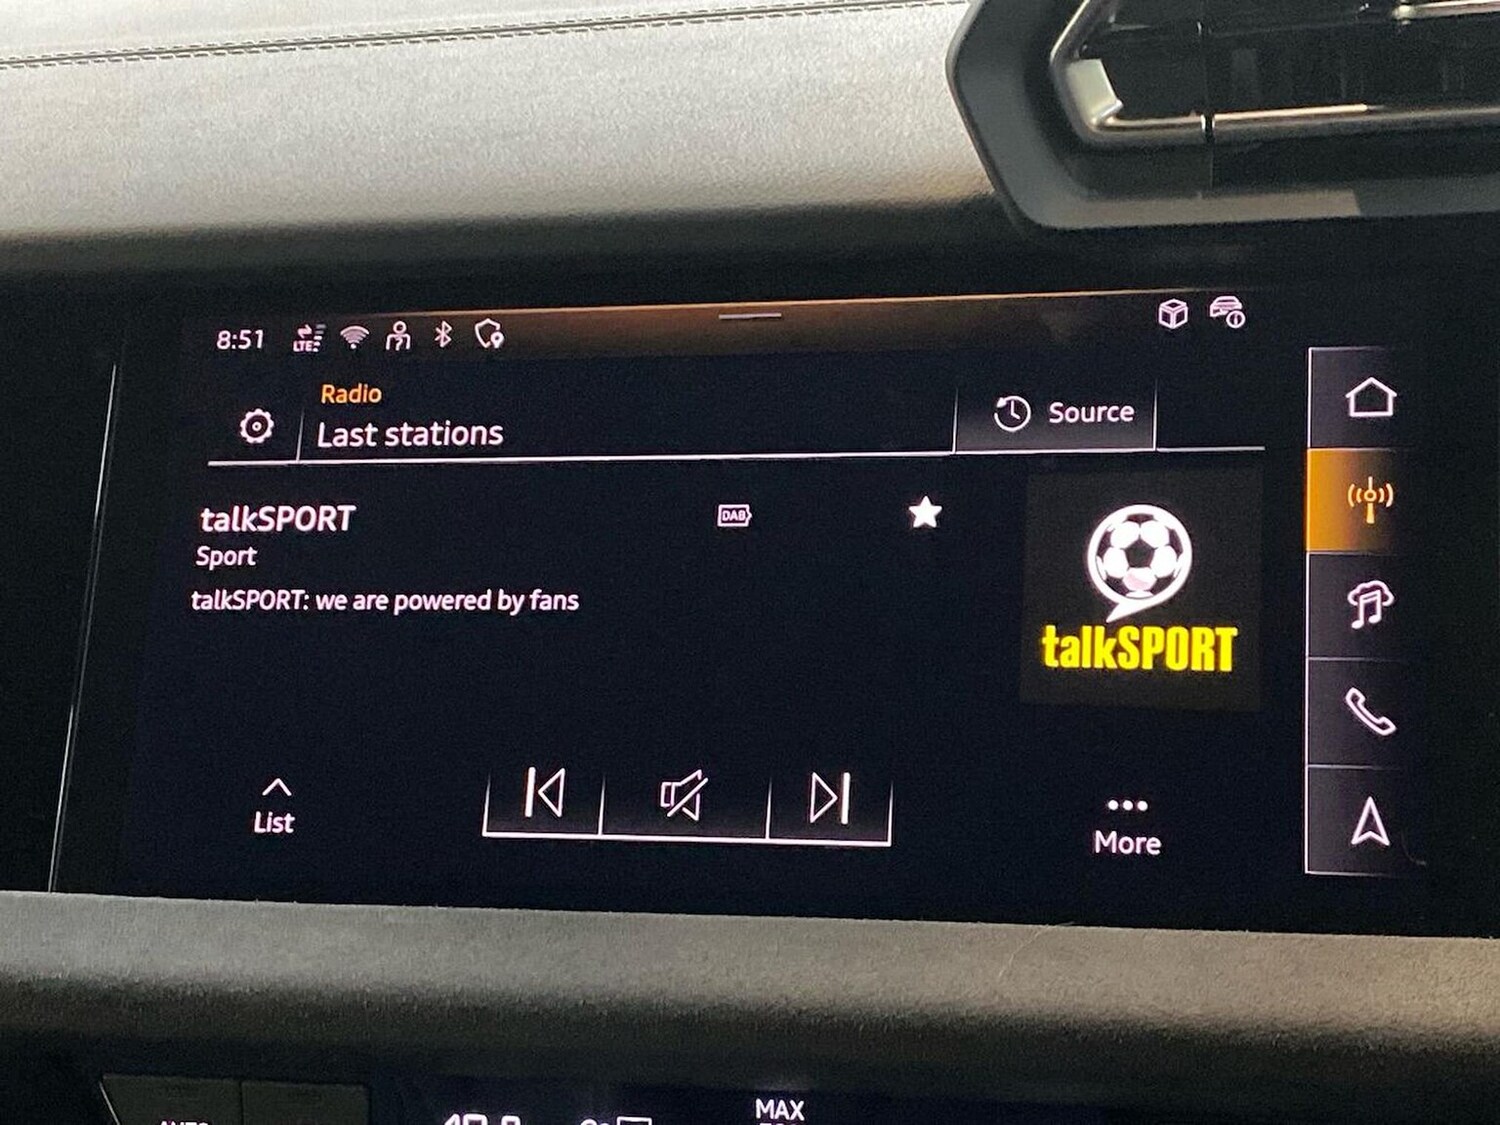 8:51
LTE
Radio
Last stations
Source
talkSPORT
DAB
Sport
talkSPORT: we are powered by fans
talkSPORT
List
More
MAX